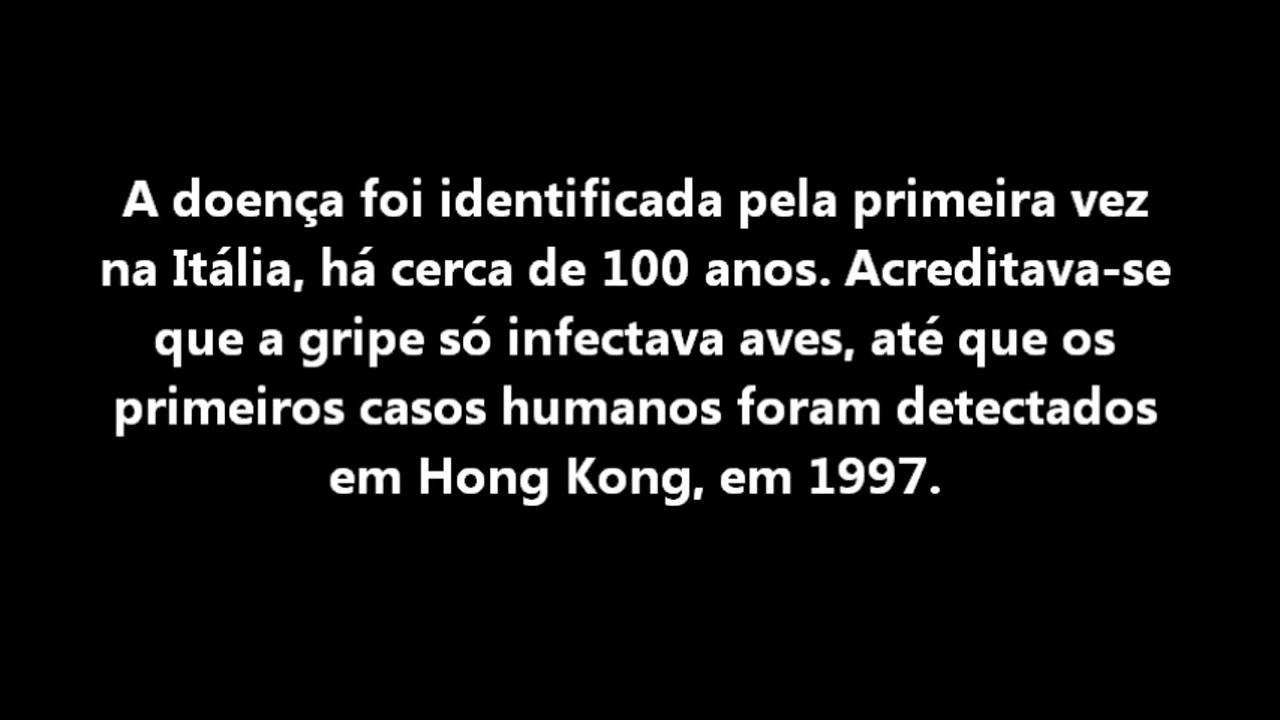 A doença foi identificada pela primeira vez
na Itália, há cerca de 100 anos. Acreditava-se
que a gripe só infectava aves, até que os
primeiros casos humanos foram detectados
em Hong Kong, em 1997.